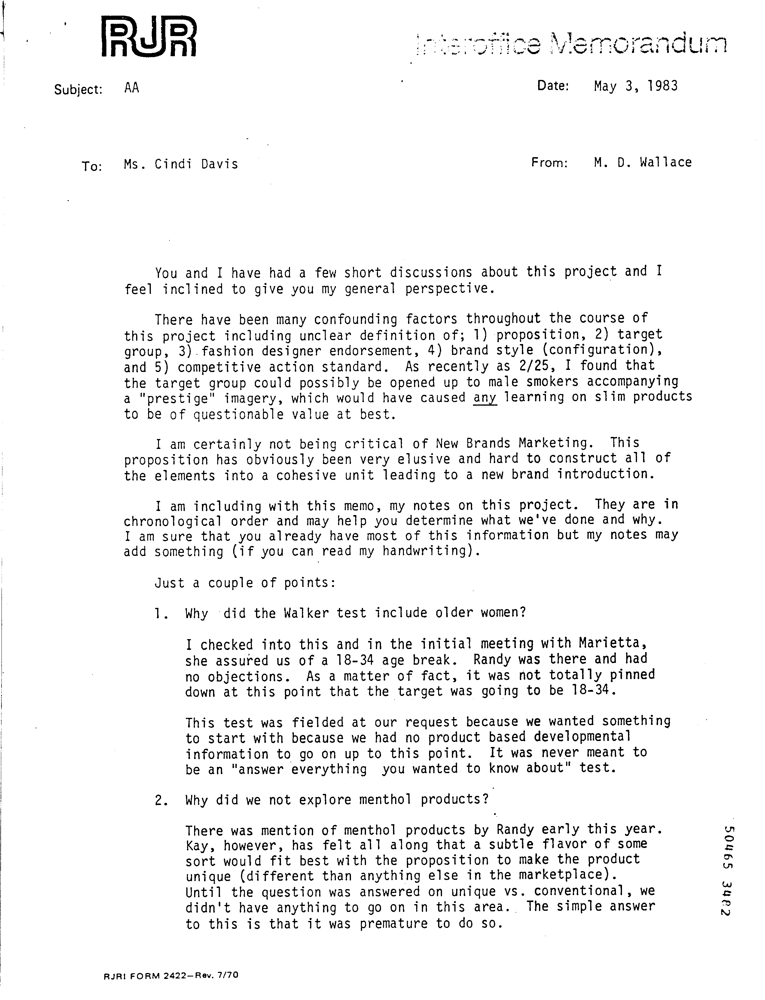 RJR
Interoffice Memorandum
Subject: AA
Date: May 3, 1983
To: Ms. Cindi Davis
From: M. D. Wallace
You and I have had a few short discussions about this project and I
feel inclined to give you my general perspective.
There have been many confounding factors throughout the course of
this project including unclear definition of; 1) proposition, 2) target
group, 3) fashion designer endorsement, 4) brand style (configuration),
and 5) competitive action standard. As recently as 2/25, I found that
the target group could possibly be opened up to male smokers accompanying
a "prestige" imagery, which would have caused any learning on slim products
to be of questionable value at best.
I am certainly not being critical of New Brands Marketing. This
proposition has obviously been very elusive and hard to construct all of
the elements into a cohesive unit leading to a new brand introduction.
I am including with this memo, my notes on this project. They are in
chronological order and may help you determine what we've done and why.
I am sure that you already have most of this information but my notes may
add something (if you can read my handwriting).
Just a couple of points:
1. Why did the Walker test include older women?
I checked into this and in the initial meeting with Marietta,
she assured us of a 18-34 age break. Randy was there and had
no objections. As a matter of fact, it was not totally pinned
down at this point that the target was going to be 18-34.
This test was fielded at our request because we wanted something
to start with because we had no product based developmental
information to go on up to this point. It was never meant to
be an "answer everything you wanted to know about" test.
2. Why did we not explore menthol products?
There was mention of menthol products by Randy early this year.
Kay, however, has felt all along that a subtle flavor of some
sort would fit best with the proposition to make the product
unique (different than anything else in the marketplace).
Until the question was answered on unique vs. conventional, we
didn't have anything to go on in this area. The simple answer
to this is that it was premature to do so.
RJRI FORM 2422—Rev. 7/70
50465